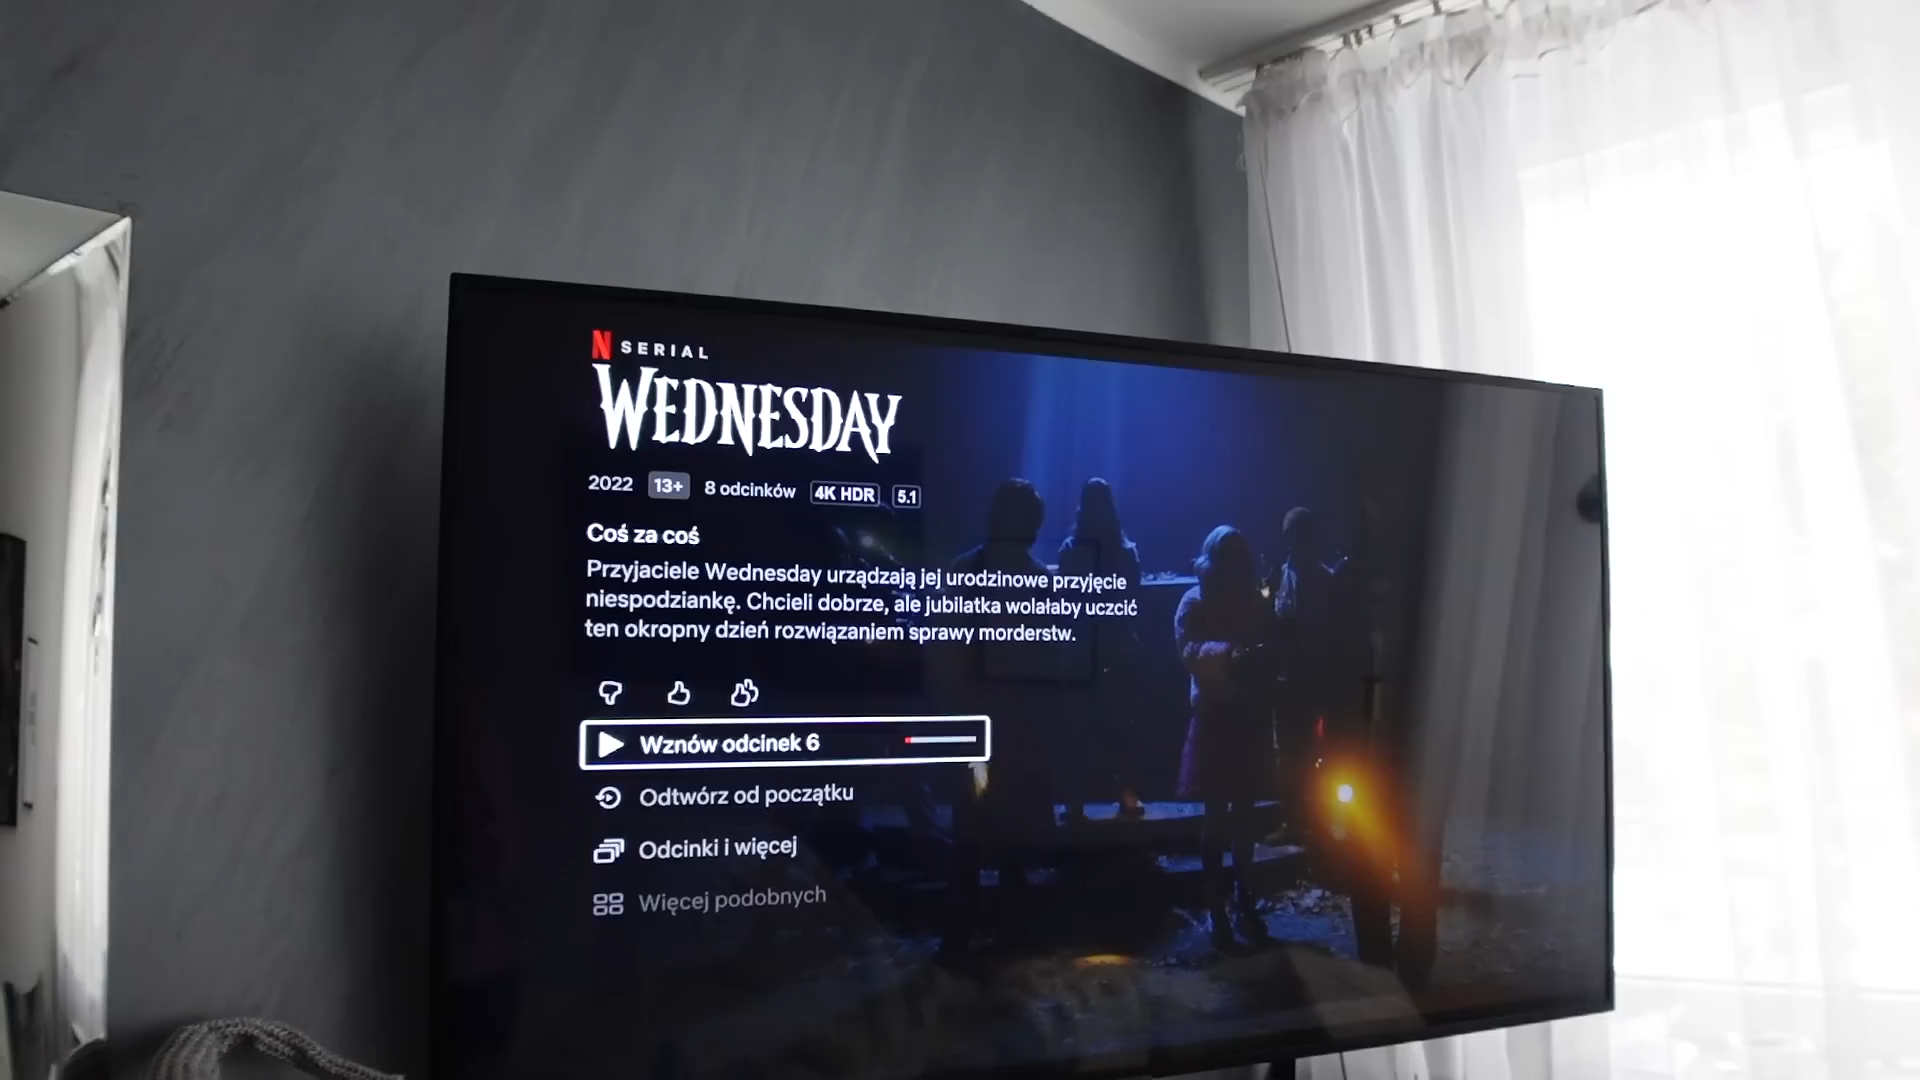 N SERIAL
WEDNESDAY
2022 13+ 8 odcinków 4K HDR 5.1
Coś za coś
Przyjaciele Wednesday urządzają jej urodzinowe przyjęcie
niespodziankę. Chcieli dobrze, ale jubilatka wolałaby uczcić
ten okropny dzień rozwiązaniem sprawy morderstw.
Wznów odcinek 6
Odtwórz od początku
Odcinki i więcej
Więcej podobnych